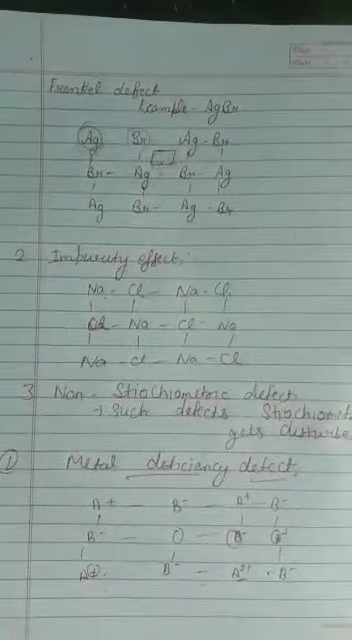 Frenkel defect
Example - AgBr
Ag Br Ag - Br
Br - Ag Br - Ag
Ag Br - Ag - Br
2 Impurity effect:
Na - Cl - Na - Cl
Cl - Na - Cl - Na
Na - Cl - Na - Cl
3 Non - Stiochiometric defect
→ Such defects Stochiomet
gets disturbe
① Metal deficiency defect
A+ - B- - A+ - B-
B- - O - B-
B- - A2+ - B-